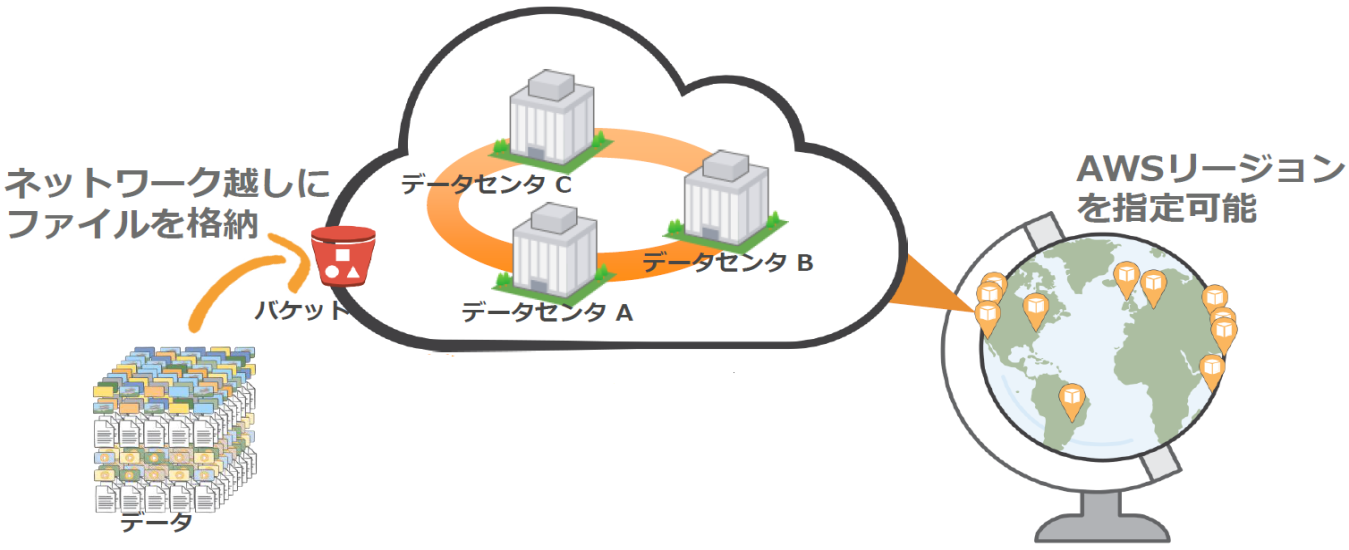 ネットワーク越しに
ファイルを格納
バケット
データ
データセンタ C
データセンタ B
データセンタ A
AWSリージョン
を指定可能